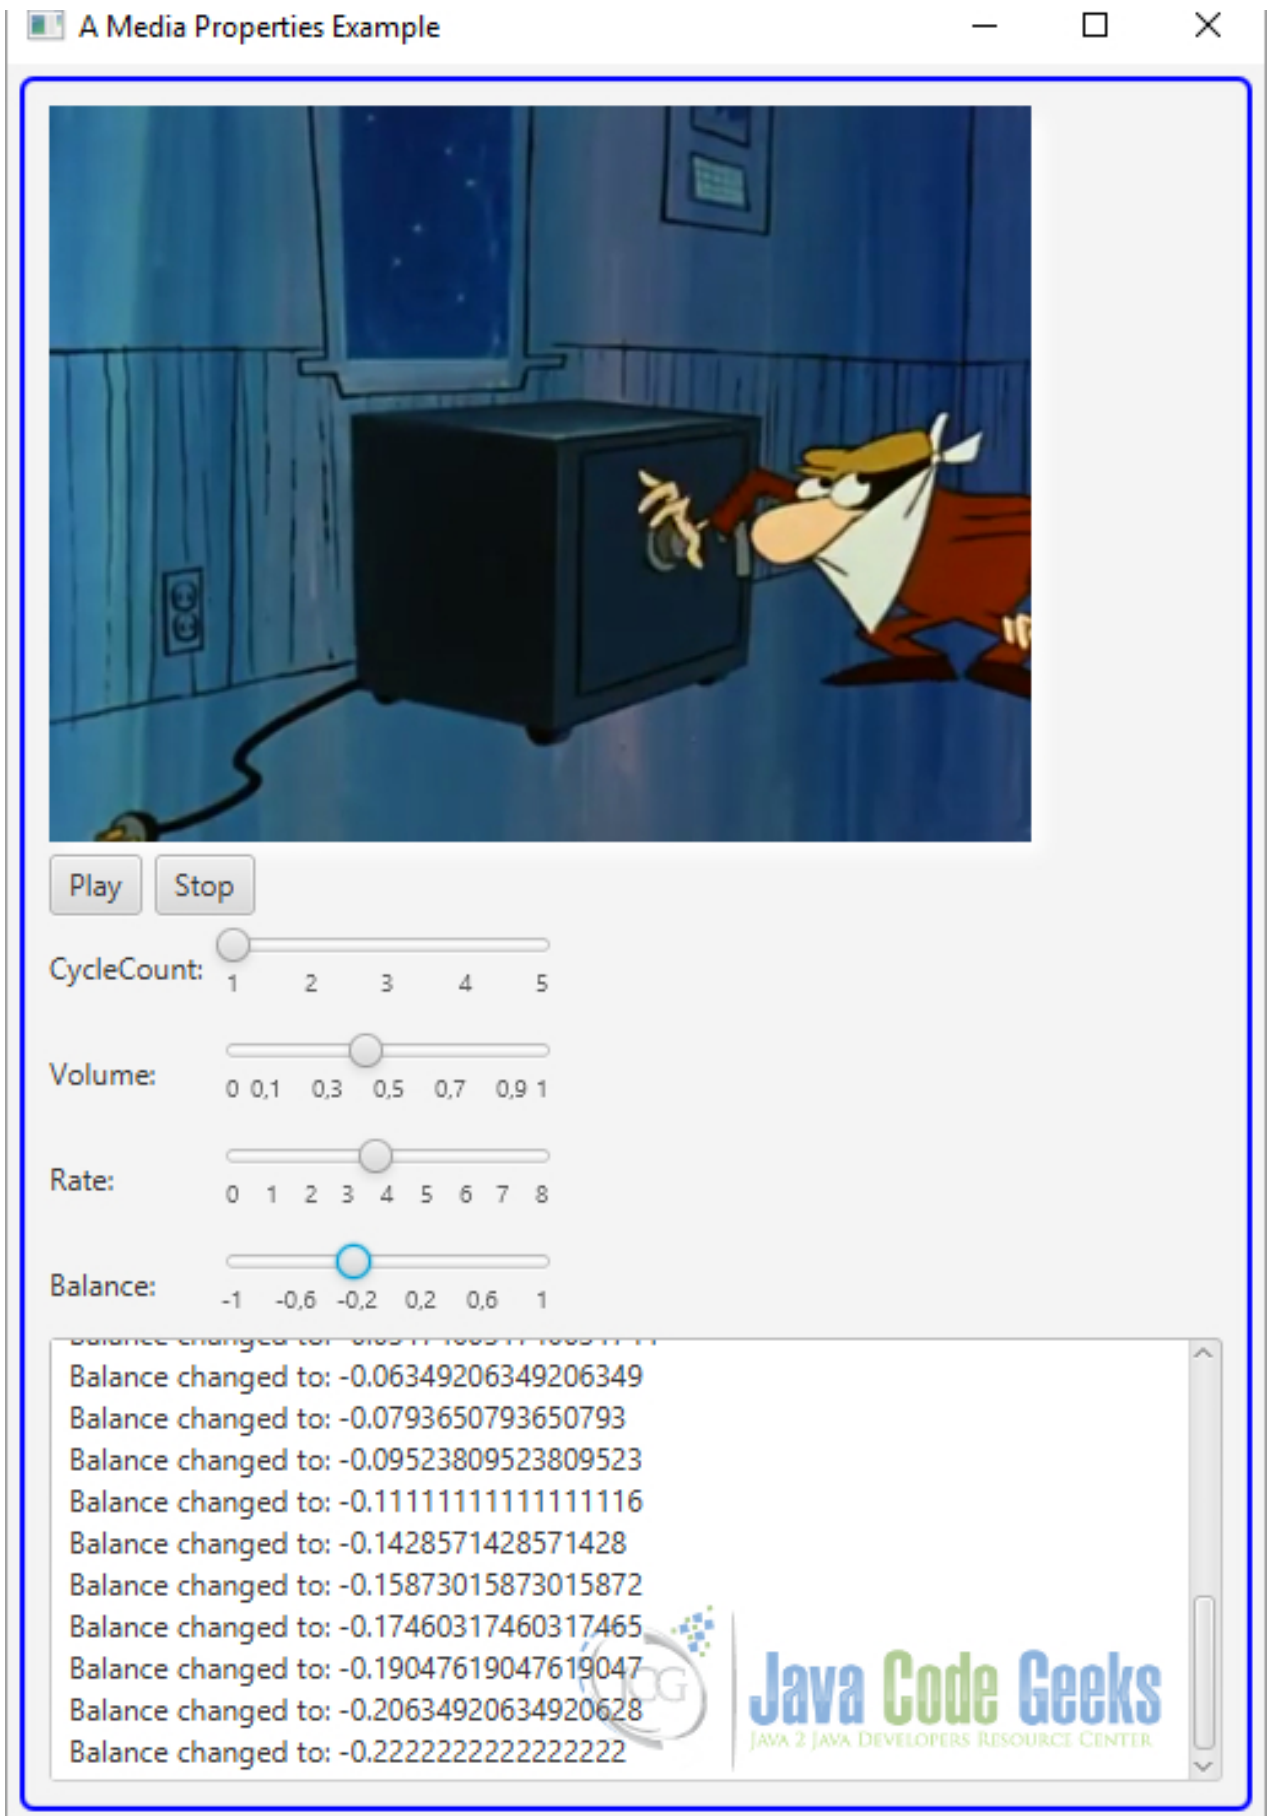 A Media Properties Example
Play Stop
CycleCount:
1 2 3 4 5
Volume:
0 0,1 0,3 0,5 0,7 0,9 1
Rate:
0 1 2 3 4 5 6 7 8
Balance:
-1 -0,6 -0,2 0,2 0,6 1
Balance changed to:
Balance changed to: -0.06349206349206349
Balance changed to: -0.0793650793650793
Balance changed to: -0.09523809523809523
Balance changed to: -0.11111111111111116
Balance changed to: -0.1428571428571428
Balance changed to: -0.15873015873015872
Balance changed to: -0.17460317460317465
Balance changed to: -0.19047619047619047
Balance changed to: -0.20634920634920628
Balance changed to: -0.2222222222222222
JCG
Java Code Geeks
JAVA 2 JAVA DEVELOPERS RESOURCE CENTER